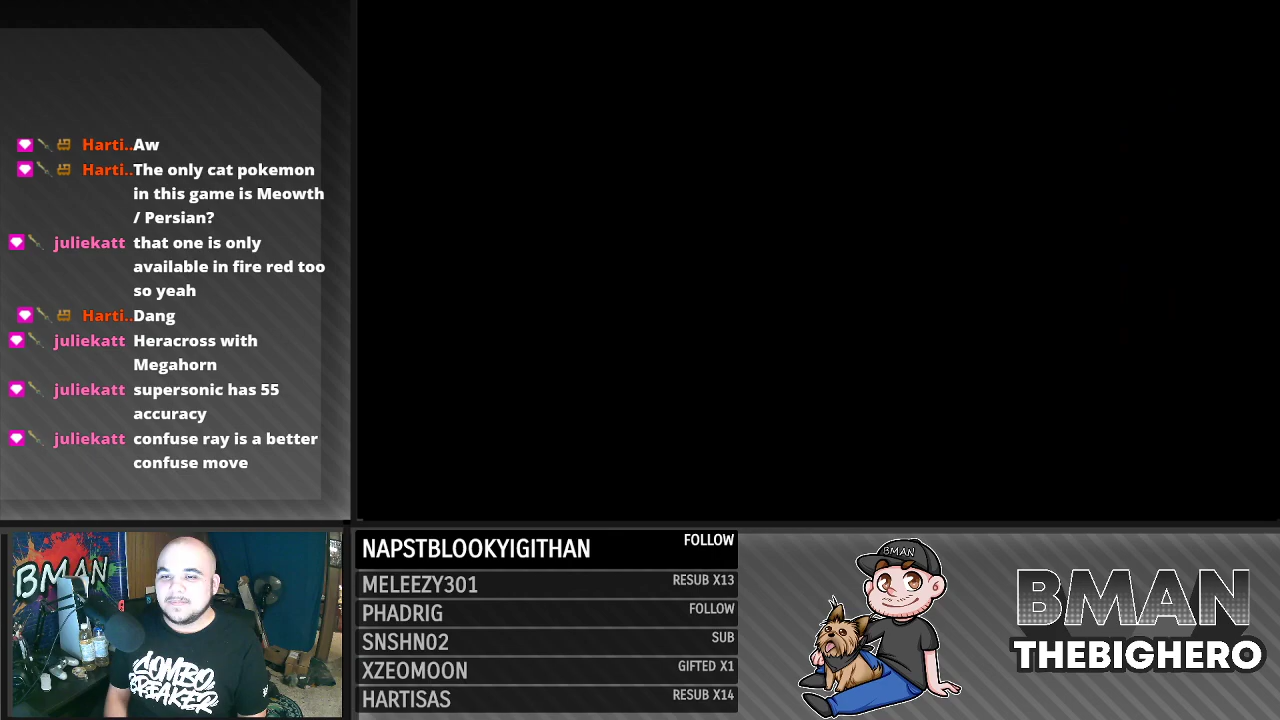 Harti.. Aw
Harti.. The only cat pokemon
in this game is Meowth
/ Persian?
juliekatt that one is only
available in fire red too
so yeah
Harti.. Dang
juliekatt Heracross with
Megahorn
juliekatt supersonic has 55
accuracy
juliekatt confuse ray is a better
confuse move
BMAN
COMBO
BREAKER
NAPSTBLOOKYIGITHAN FOLLOW
MELEEZY301 RESUB X13
PHADRIG FOLLOW
SNSHN02 SUB
XZEOMOON GIFTED X1
HARTISAS RESUB X14
BMAN
BMAN
THEBIGHERO